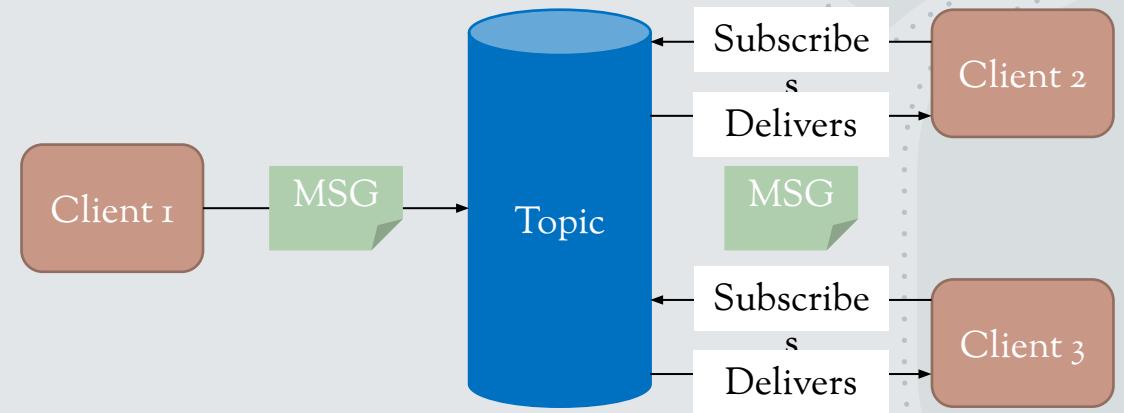 Subscribe
s
Client 2
Delivers
Client 1
MSG
Topic
MSG
Subscribe
s
Client 3
Delivers